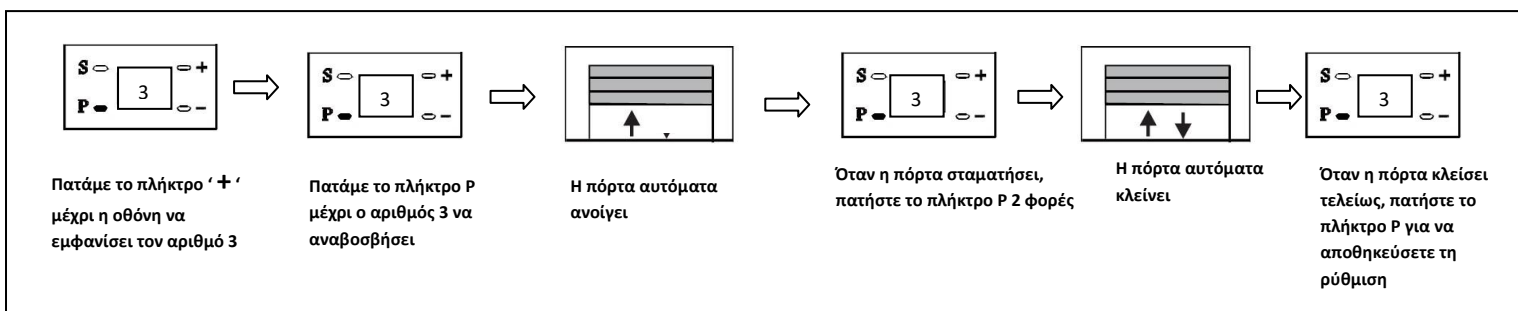 S +
3
P −
S +
3
P −
S +
3
P −
S +
3
P −
Πατάμε το πλήκτρο ‘ + ‘
μέχρι η οθόνη να
εμφανίσει τον αριθμό 3
Πατάμε το πλήκτρο P
μέχρι ο αριθμός 3 να
αναβοσβήσει
Η πόρτα αυτόματα
ανοίγει
Όταν η πόρτα σταματήσει,
πατήστε το πλήκτρο P 2 φορές
Η πόρτα αυτόματα
κλείνει
Όταν η πόρτα κλείσει
τελείως, πατήστε το
πλήκτρο P για να
αποθηκεύσετε τη
ρύθμιση